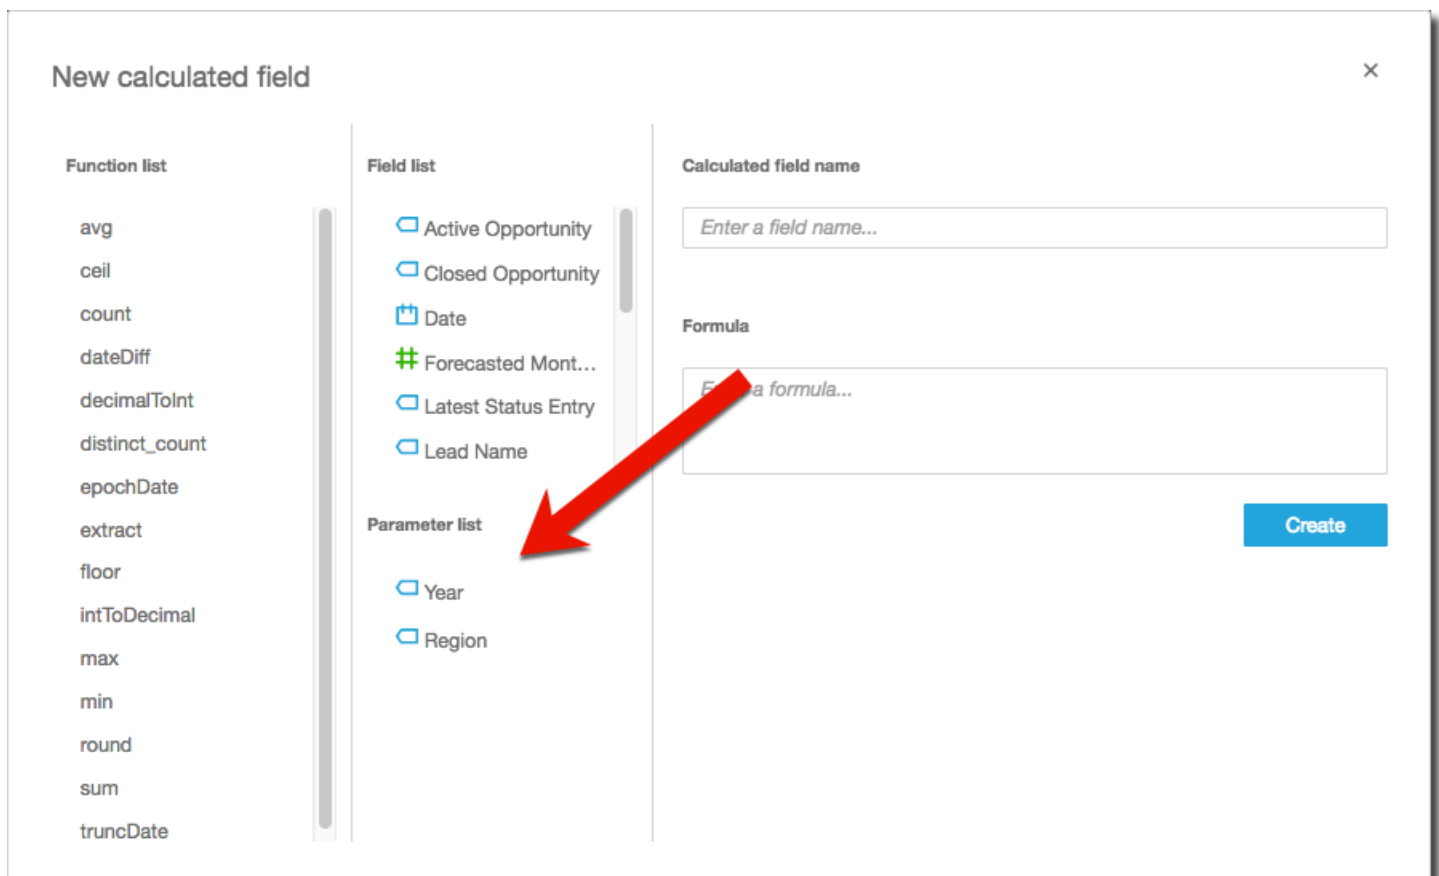 New calculated field
Function list
avg
ceil
count
dateDiff
decimalToInt
distinct_count
epochDate
extract
floor
intToDecimal
max
min
round
sum
truncDate
Field list
Active Opportunity
Closed Opportunity
Date
Forecasted Mont...
Latest Status Entry
Lead Name
Parameter list
Year
Region
Calculated field name
Enter a field name...
Formula
a formula...
Create